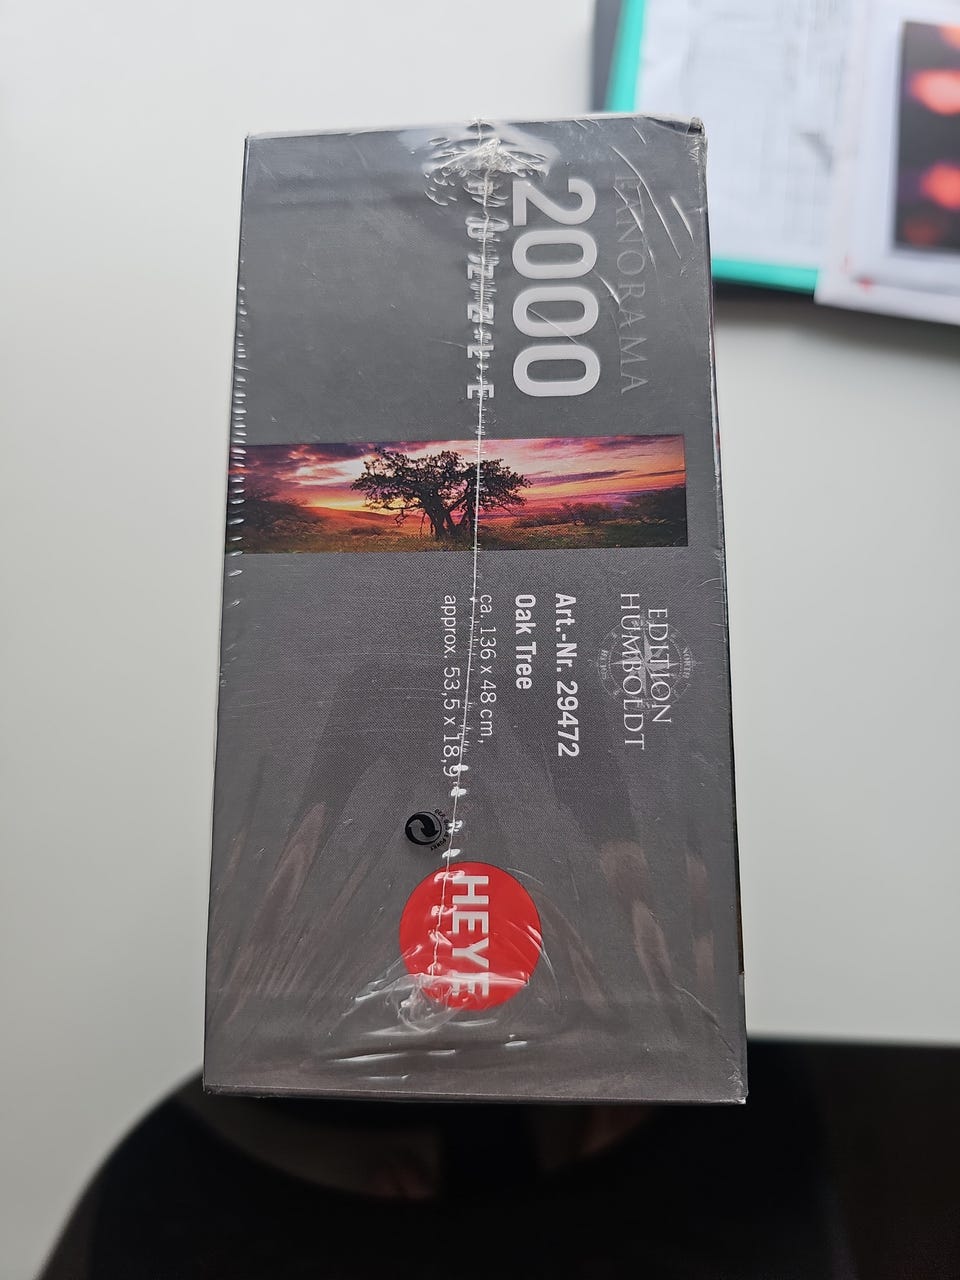 PANORAMA
2000
PUZZLE
EDITION
HUMBOLDT
Art.-Nr. 29472
Oak Tree
ca. 136 x 48 cm,
approx. 53,5 x 18,9
HEYE